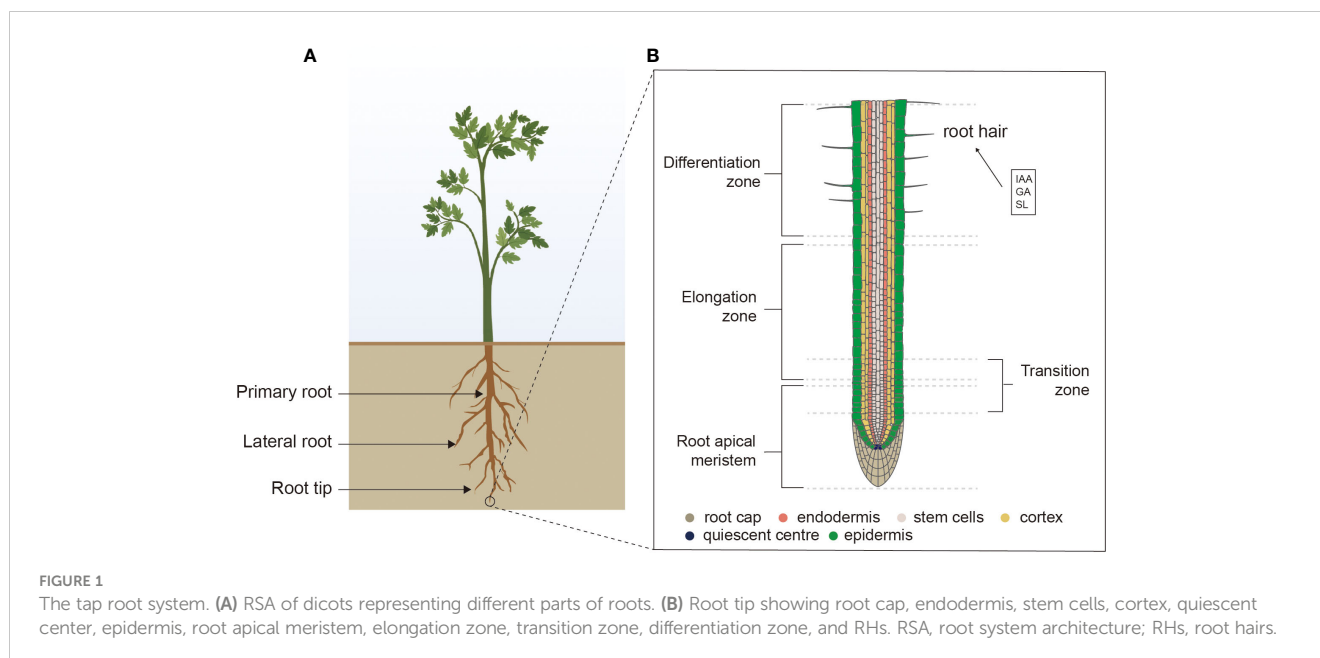 A
B
Primary root
Lateral root
Root tip
Differentiation
zone
root hair
IAA
GA
SL
Elongation
zone
Transition
zone
Root apical
meristem
root cap endodermis stem cells cortex
quiescent centre epidermis
FIGURE 1
The tap root system. (A) RSA of dicots representing different parts of roots. (B) Root tip showing root cap, endodermis, stem cells, cortex, quiescent
center, epidermis, root apical meristem, elongation zone, transition zone, differentiation zone, and RHs. RSA, root system architecture; RHs, root hairs.